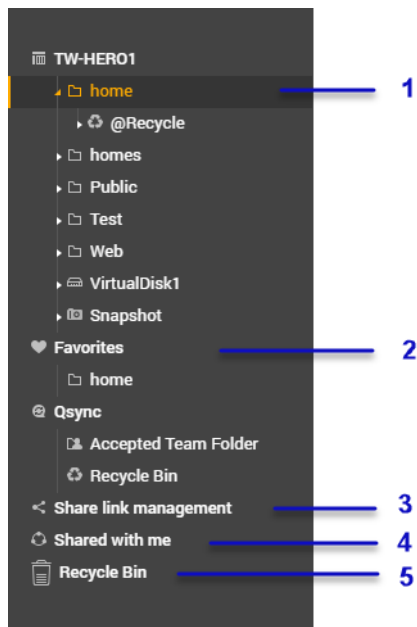 TW-HERO1
home 1
@Recycle
homes
Public
Test
Web
VirtualDisk1
Snapshot
Favorites 2
home
Qsync
Accepted Team Folder
Recycle Bin
Share link management 3
Shared with me 4
Recycle Bin 5